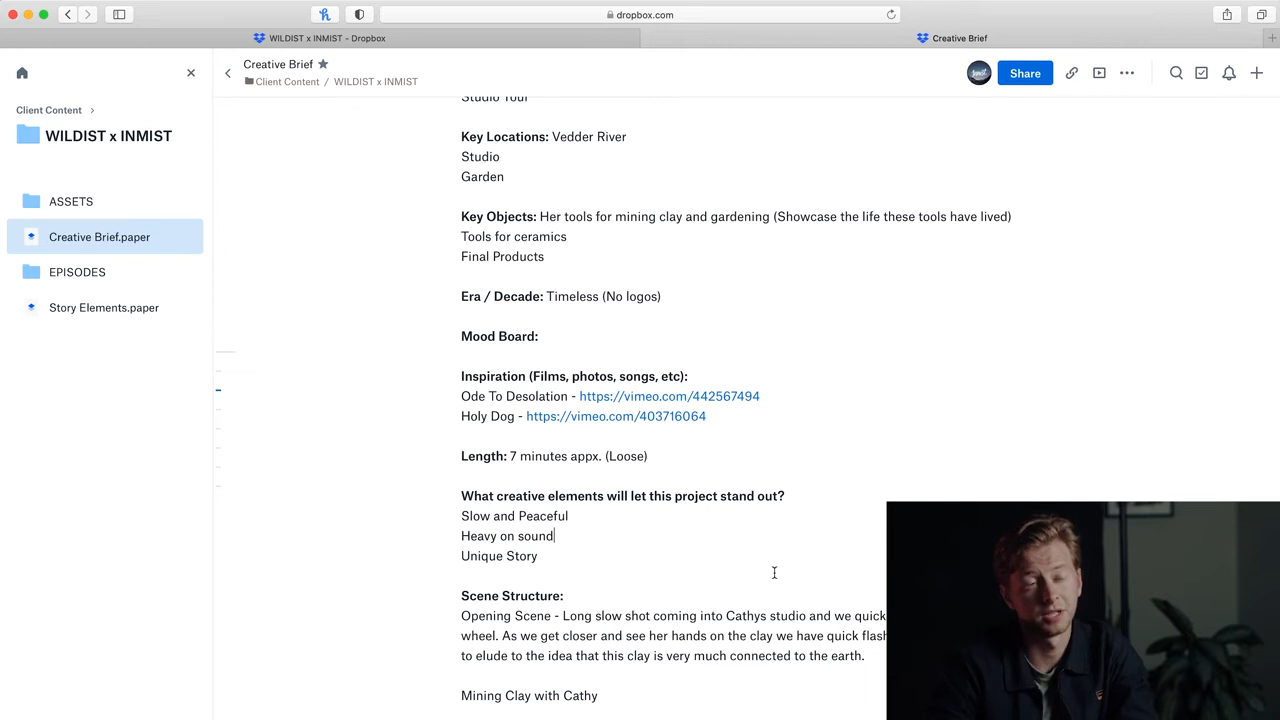 dropbox.com
WILDIST x INMIST - Dropbox
Creative Brief
Creative Brief
Client Content / WILDIST x INMIST
Share
Client Content
WILDIST x INMIST
ASSETS
Creative Brief.paper
EPISODES
Story Elements.paper
Studio Tour
Key Locations: Vedder River
Studio
Garden
Key Objects: Her tools for mining clay and gardening (Showcase the life these tools have lived)
Tools for ceramics
Final Products
Era / Decade: Timeless (No logos)
Mood Board:
Inspiration (Films, photos, songs, etc):
Ode To Desolation - https://vimeo.com/442567494
Holy Dog - https://vimeo.com/403716064
Length: 7 minutes appx. (Loose)
What creative elements will let this project stand out?
Slow and Peaceful
Heavy on sound
Unique Story
Scene Structure:
Opening Scene - Long slow shot coming into Cathys studio and we quick
wheel. As we get closer and see her hands on the clay we have quick flash
to elude to the idea that this clay is very much connected to the earth.
Mining Clay with Cathy